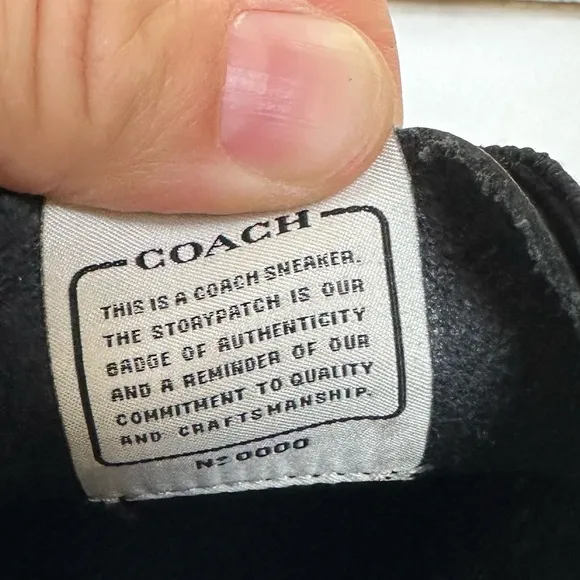 COACH
THIS IS A COACH SNEAKER.
THE STORYPATCH IS OUR
BADGE OF AUTHENTICITY
AND A REMINDER OF OUR
COMMITMENT TO QUALITY
AND CRAFTSMANSHIP.
Nº 0000